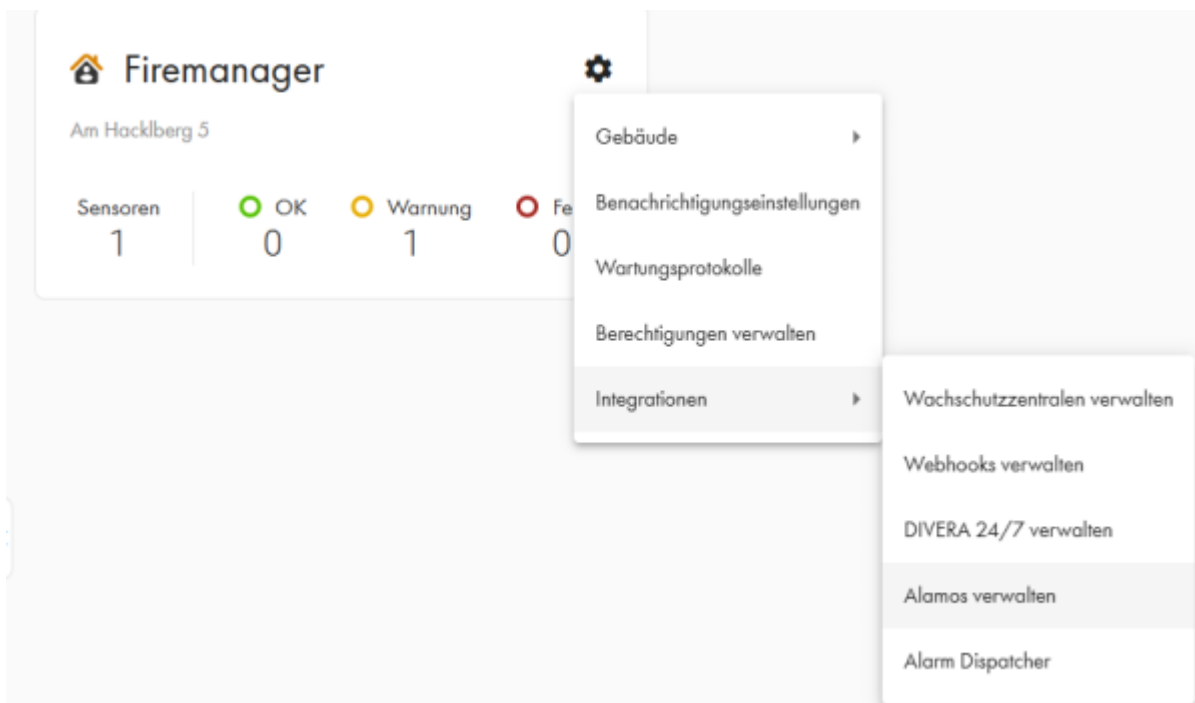 Firemanager
Am Hacklberg 5
Sensoren
OK
Warnung
1
0
1
0
Gebäude
Benachrichtigungseinstellungen
Wartungsprotokolle
Berechtigungen verwalten
Integrationen
Wachschutzzentralen verwalten
Webhooks verwalten
DIVERA 24/7 verwalten
Alamos verwalten
Alarm Dispatcher